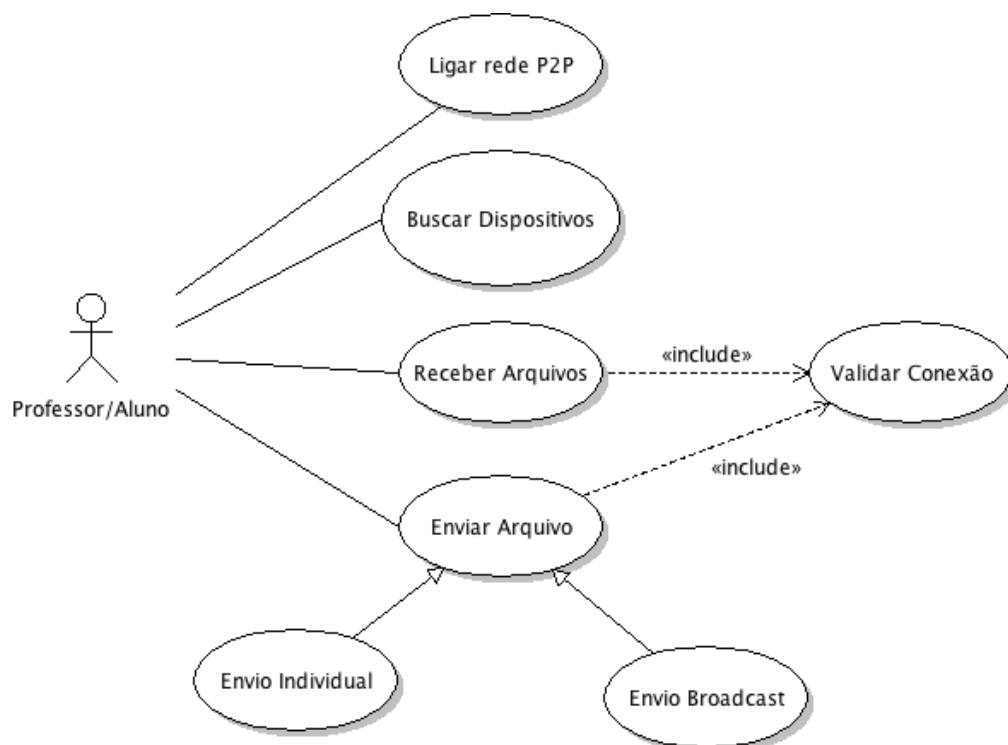 Ligar rede P2P
Buscar Dispositivos
Professor/Aluno
Receber Arquivos
«include»
Validar Conexão
«include»
Enviar Arquivo
Envio Individual
Envio Broadcast